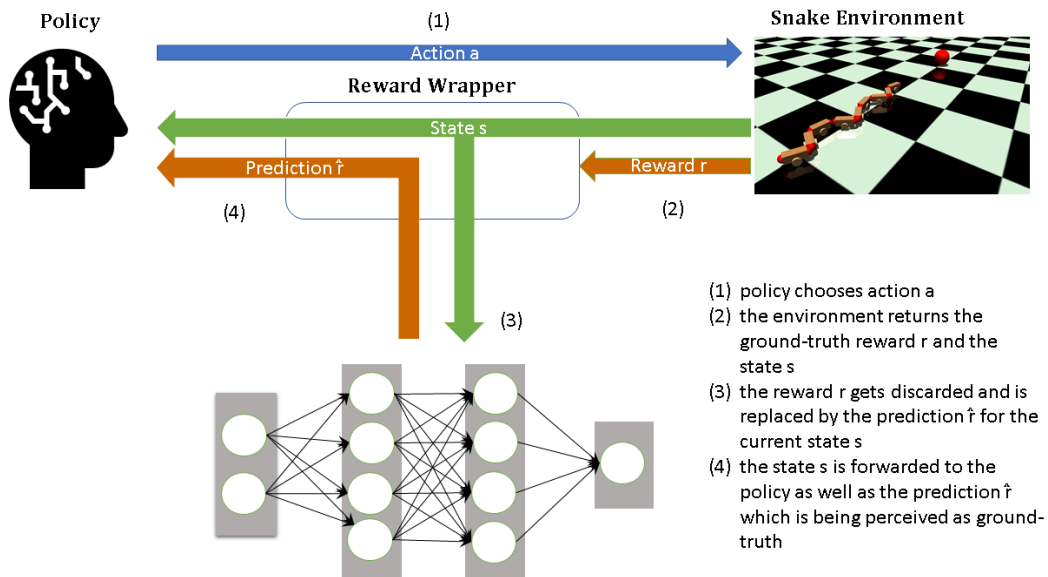 (1)
Policy
Snake Environment
Action a
Reward Wrapper
State s
Prediction r̂
Reward r
(4)
(2)
(3)
(1) policy chooses action a
(2) the environment returns the
ground-truth reward r and the
state s
(3) the reward r gets discarded and is
replaced by the prediction r̂ for the
current state s
(4) the state s is forwarded to the
policy as well as the prediction r̂
which is being perceived as ground-
truth